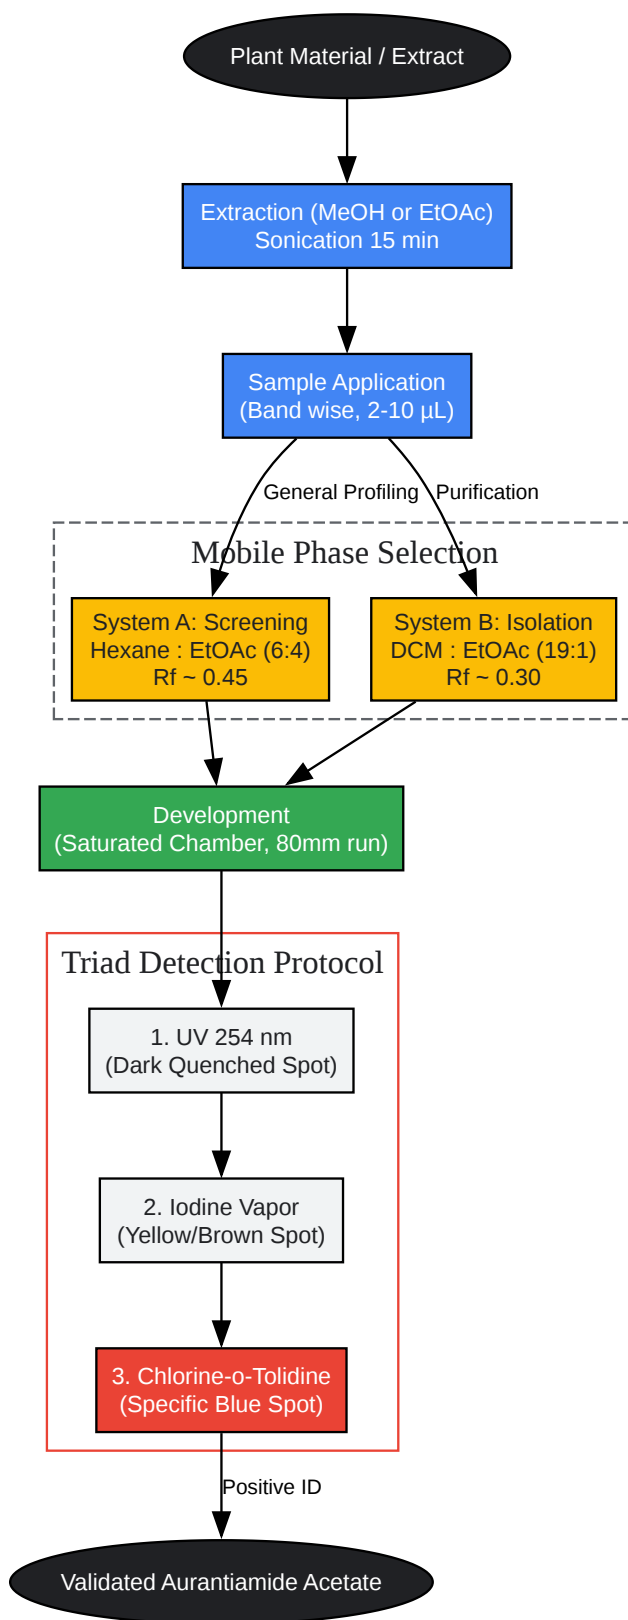 Plant Material / Extract
Extraction (MeOH or EtOAc)
Sonication 15 min
Sample Application
(Band wise, 2-10 µL)
General Profiling
Purification
Mobile Phase Selection
System A: Screening
Hexane : EtOAc (6:4)
Rf ~ 0.45
System B: Isolation
DCM : EtOAc (19:1)
Rf ~ 0.30
Development
(Saturated Chamber, 80mm run)
Triad Detection Protocol
1. UV 254 nm
(Dark Quenched Spot)
2. Iodine Vapor
(Yellow/Brown Spot)
3. Chlorine-o-Tolidine
(Specific Blue Spot)
Positive ID
Validated Aurantiamide Acetate